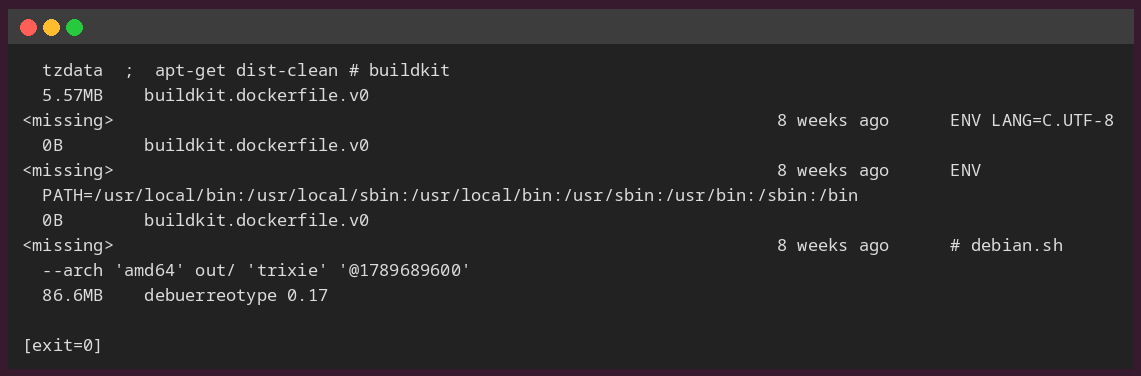 tzdata  ;  apt-get dist-clean # buildkit
5.57MB    buildkit.dockerfile.v0
<missing>                                                                 8 weeks ago      ENV LANG=C.UTF-8
0B        buildkit.dockerfile.v0
<missing>                                                                 8 weeks ago      ENV
PATH=/usr/local/bin:/usr/local/sbin:/usr/local/bin:/usr/sbin:/usr/bin:/sbin:/bin
0B        buildkit.dockerfile.v0
<missing>                                                                 8 weeks ago      # debian.sh
--arch 'amd64' out/ 'trixie' '@1789689600'
86.6MB    debuerreotype 0.17
[exit=0]